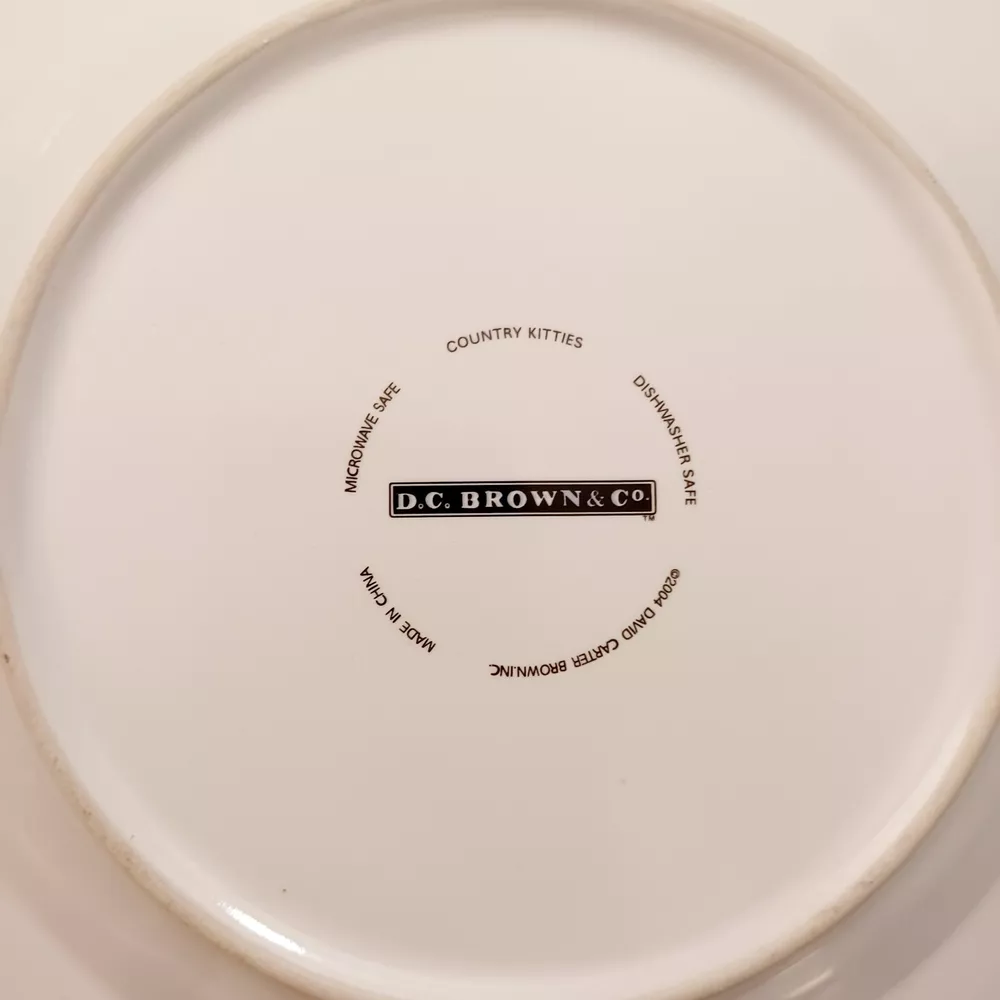 COUNTRY KITTIES
MICROWAVE SAFE
DISHWASHER SAFE
D.C. BROWN & CO.
TM
MADE IN CHINA
©2004 DAVID CARTER BROWN.INC.